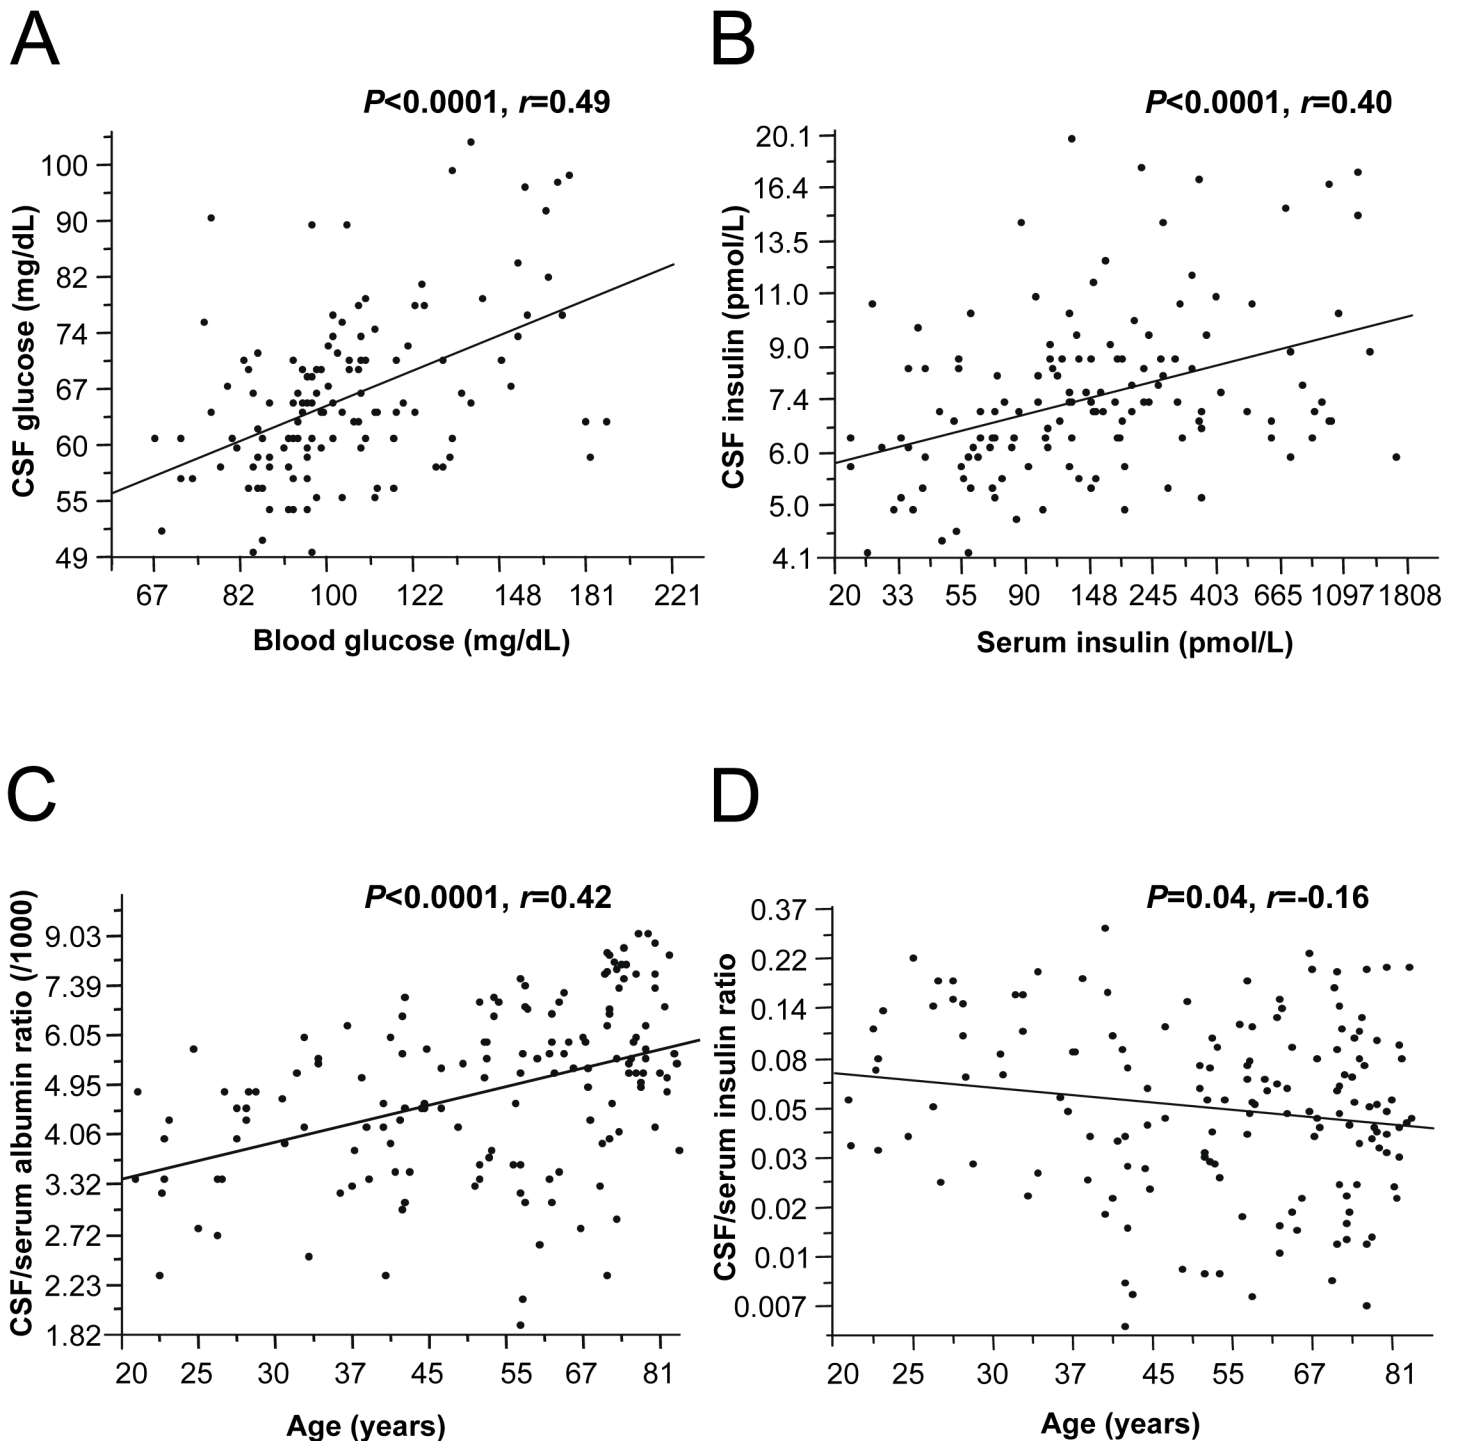 A
P<0.0001, r=0.49
CSF glucose (mg/dL)
100
90
82
74
67
60
55
49
67 82 100 122 148 181 221
Blood glucose (mg/dL)
B
P<0.0001, r=0.40
CSF insulin (pmol/L)
20.1
16.4
13.5
11.0
9.0
7.4
6.0
5.0
4.1
20 33 55 90 148 245 403 665 1097 1808
Serum insulin (pmol/L)
C
P<0.0001, r=0.42
CSF/serum albumin ratio (/1000)
9.03
7.39
6.05
4.95
4.06
3.32
2.72
2.23
1.82
20 25 30 37 45 55 67 81
Age (years)
D
P=0.04, r=-0.16
CSF/serum insulin ratio
0.37
0.22
0.14
0.08
0.05
0.03
0.02
0.01
0.007
20 25 30 37 45 55 67 81
Age (years)